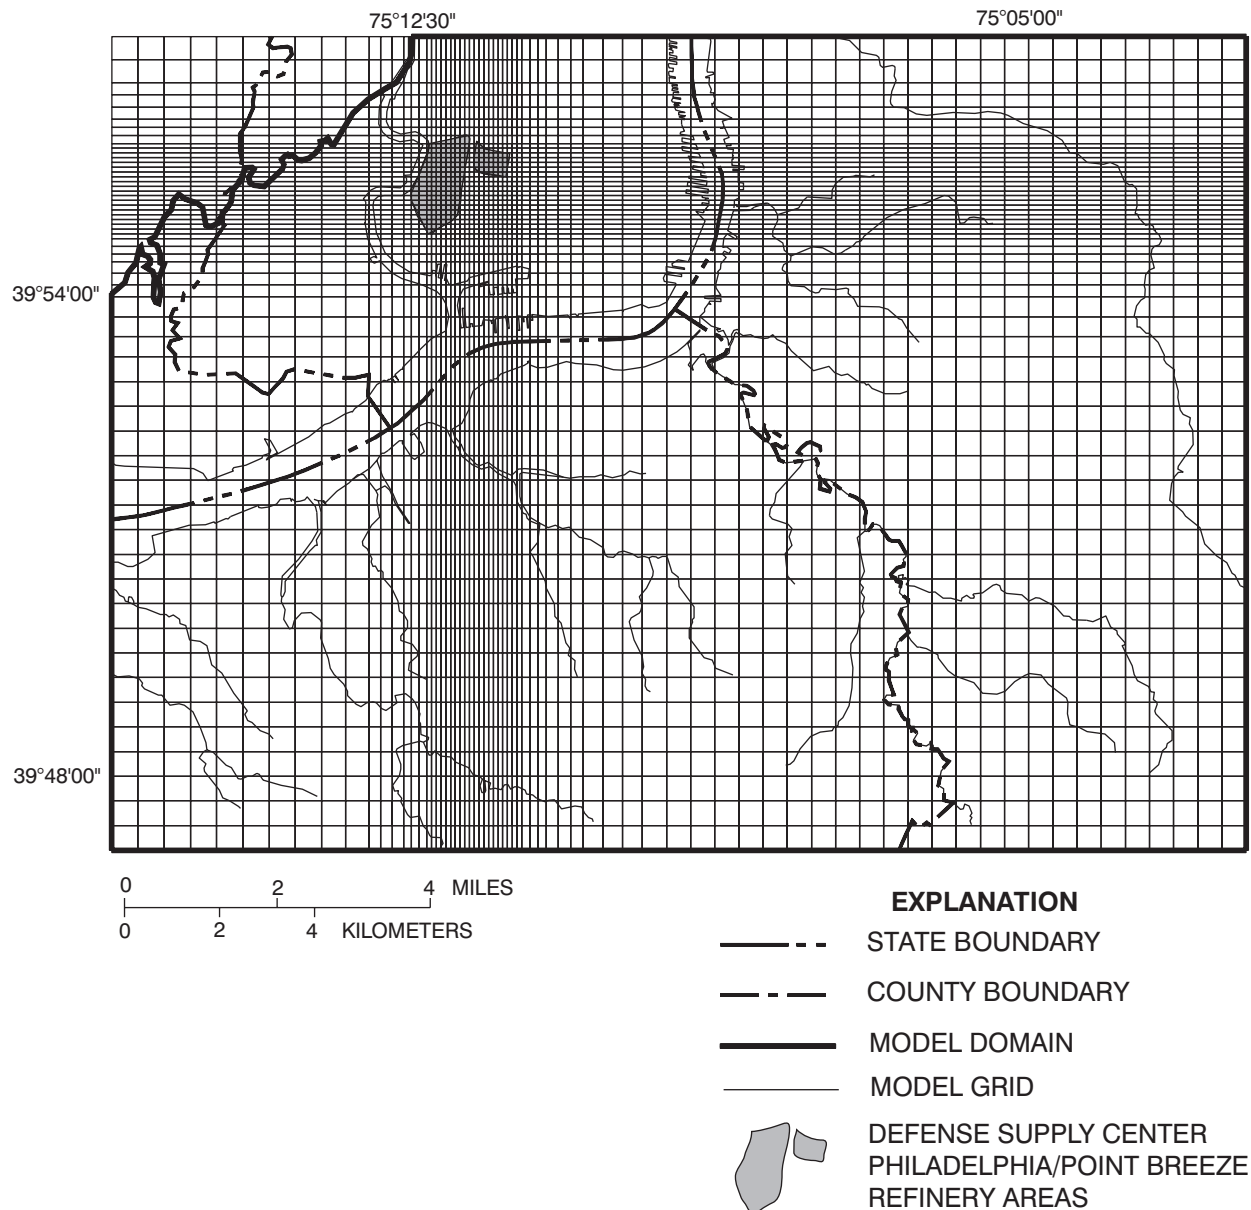 75°12'30" 75°05'00"
39°54'00"
39°48'00"
0 2 4 MILES
0 2 4 KILOMETERS
EXPLANATION
STATE BOUNDARY
COUNTY BOUNDARY
MODEL DOMAIN
MODEL GRID
DEFENSE SUPPLY CENTER
PHILADELPHIA/POINT BREEZE
REFINERY AREAS